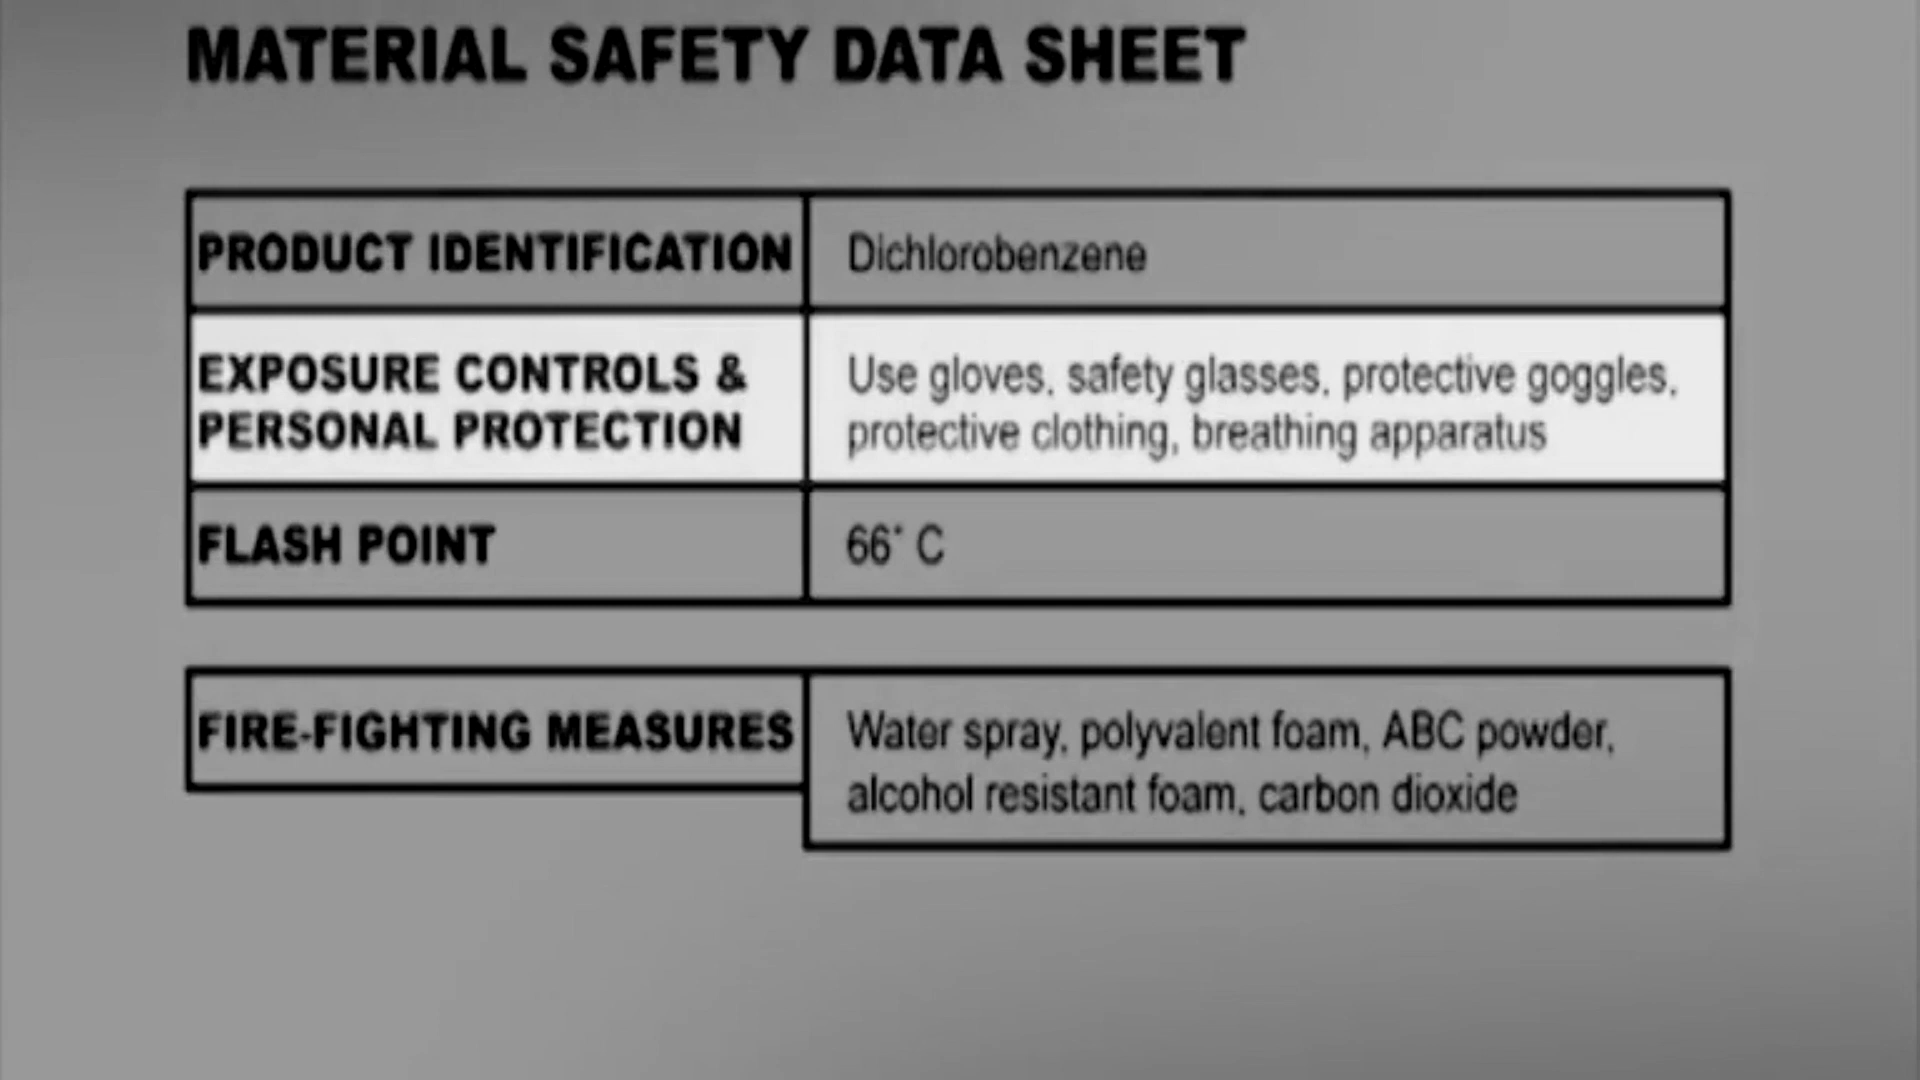 MATERIAL SAFETY DATA SHEET
PRODUCT IDENTIFICATION
Dichlorobenzene
EXPOSURE CONTROLS &
PERSONAL PROTECTION
Use gloves, safety glasses, protective goggles,
protective clothing, breathing apparatus
FLASH POINT
66° C
FIRE-FIGHTING MEASURES
Water spray, polyvalent foam, ABC powder,
alcohol resistant foam, carbon dioxide